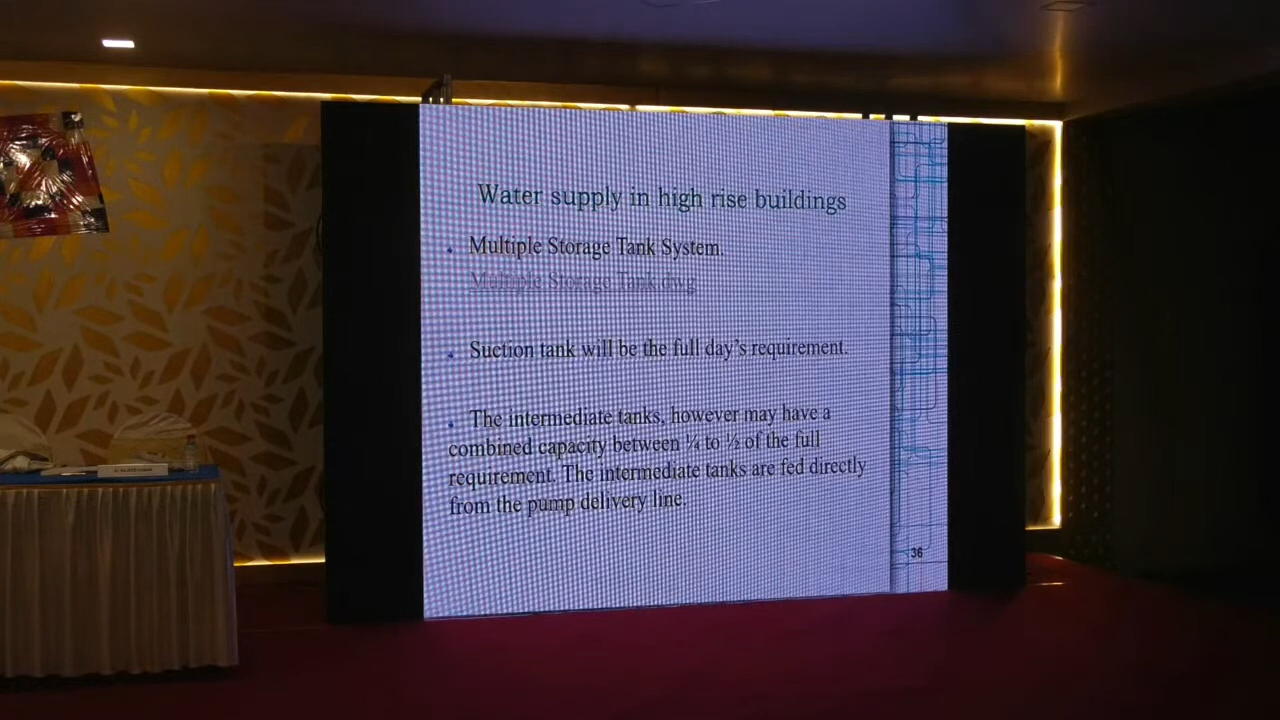 Water supply in high rise buildings
Multiple Storage Tank System.
Multiple Storage Tank.dwg
Suction tank will be the full day's requirement.
The intermediate tanks, however may have a
combined capacity between ¼ to ½ of the full
requirement. The intermediate tanks are fed directly
from the pump delivery line.
36